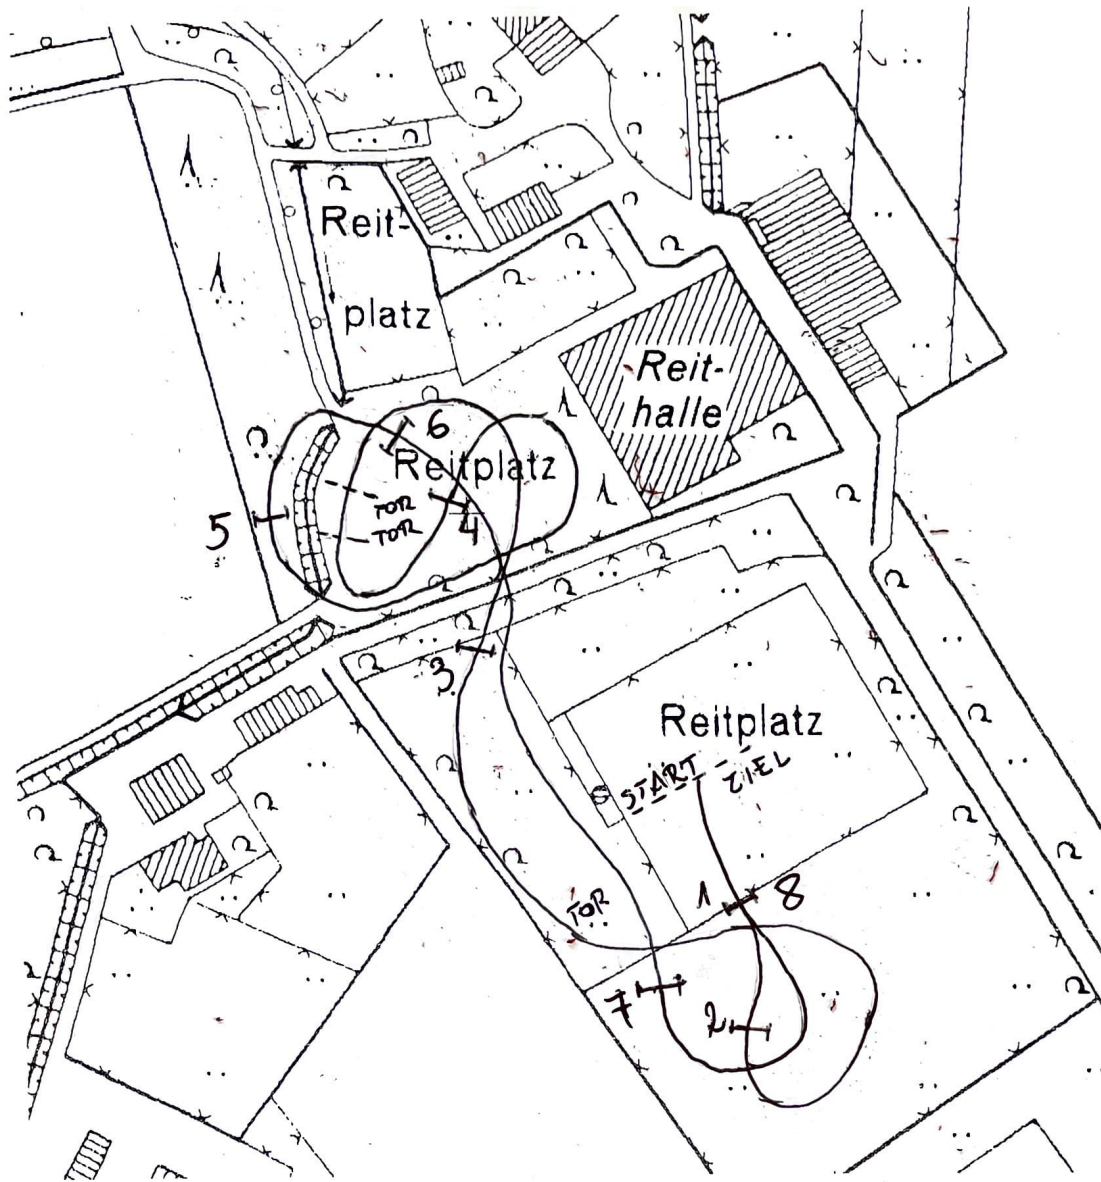 Reit-
platz
Reit-
halle
6
Reitplatz
TOR
TOR
5
4
3
Reitplatz
START - ZIEL
1
8
TOR
7
2